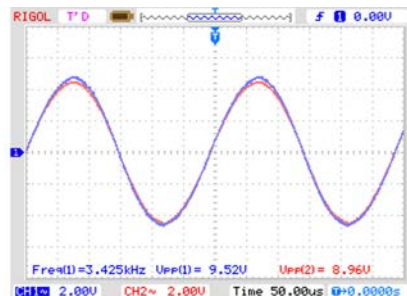 RIGOL T'D T f 1 0.00V
T
1
Freq(1)=3.425kHz Vpp(1)= 9.52V Vpp(2)= 8.96V
CH1≂ 2.00V CH2~ 2.00V Time 50.00us T→0.0000s